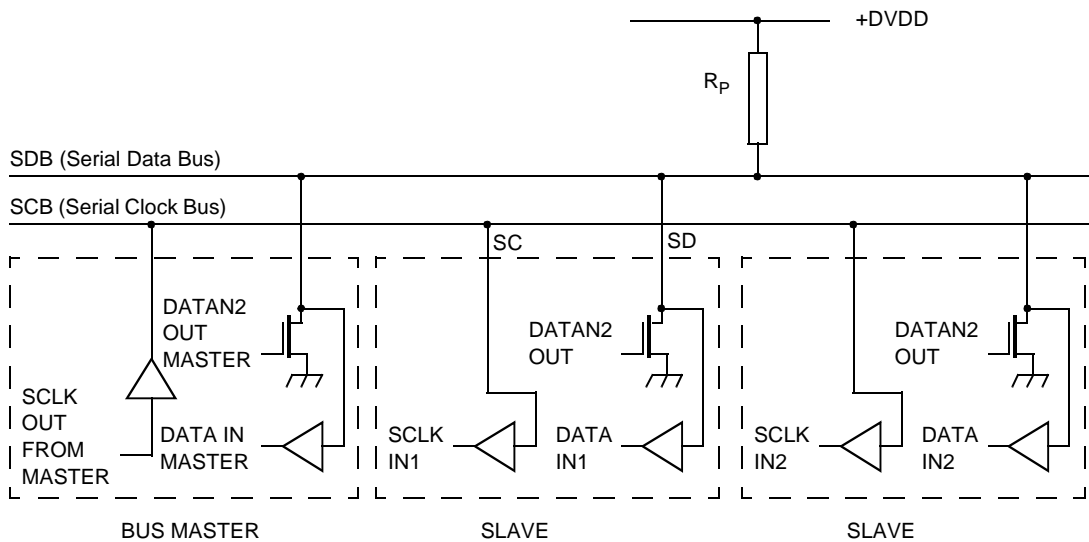 +DVDD
RP
SDB (Serial Data Bus)
SCB (Serial Clock Bus)
SC
SD
DATAN2
OUT
MASTER
SCLK
OUT
FROM
MASTER
DATA IN
MASTER
DATAN2
OUT
SCLK
IN1
DATA
IN1
DATAN2
OUT
SCLK
IN2
DATA
IN2
BUS MASTER
SLAVE
SLAVE